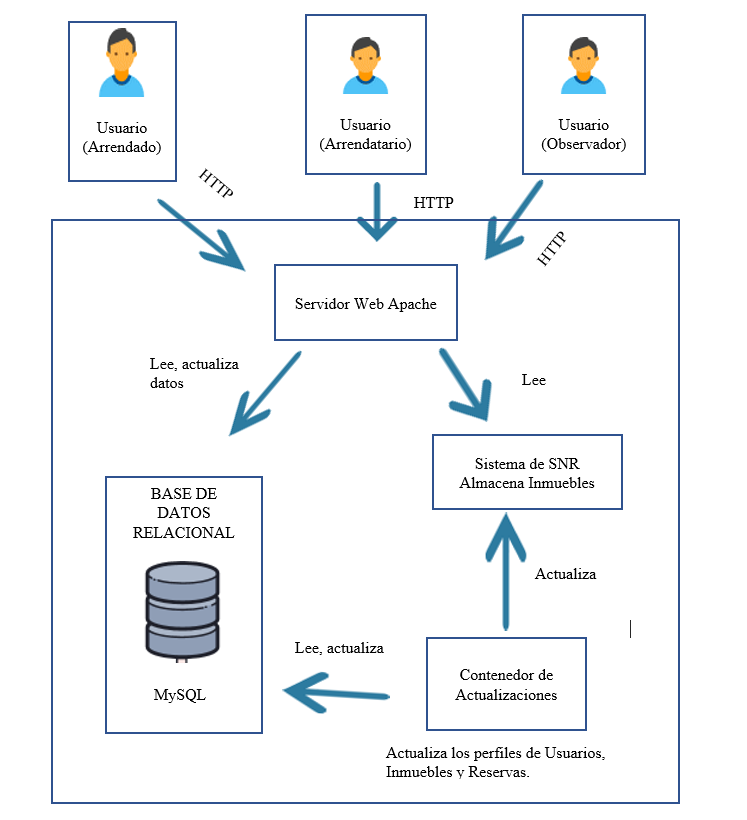 Usuario
(Arrendado)
Usuario
(Arrendatario)
Usuario
(Observador)
HTTP
HTTP
HTTP
Servidor Web Apache
Lee, actualiza
datos
Lee
Sistema de SNR
Almacena Inmuebles
BASE DE
DATOS
RELACIONAL
Actualiza
Lee, actualiza
MySQL
Contenedor de
Actualizaciones
Actualiza los perfiles de Usuarios,
Inmuebles y Reservas.